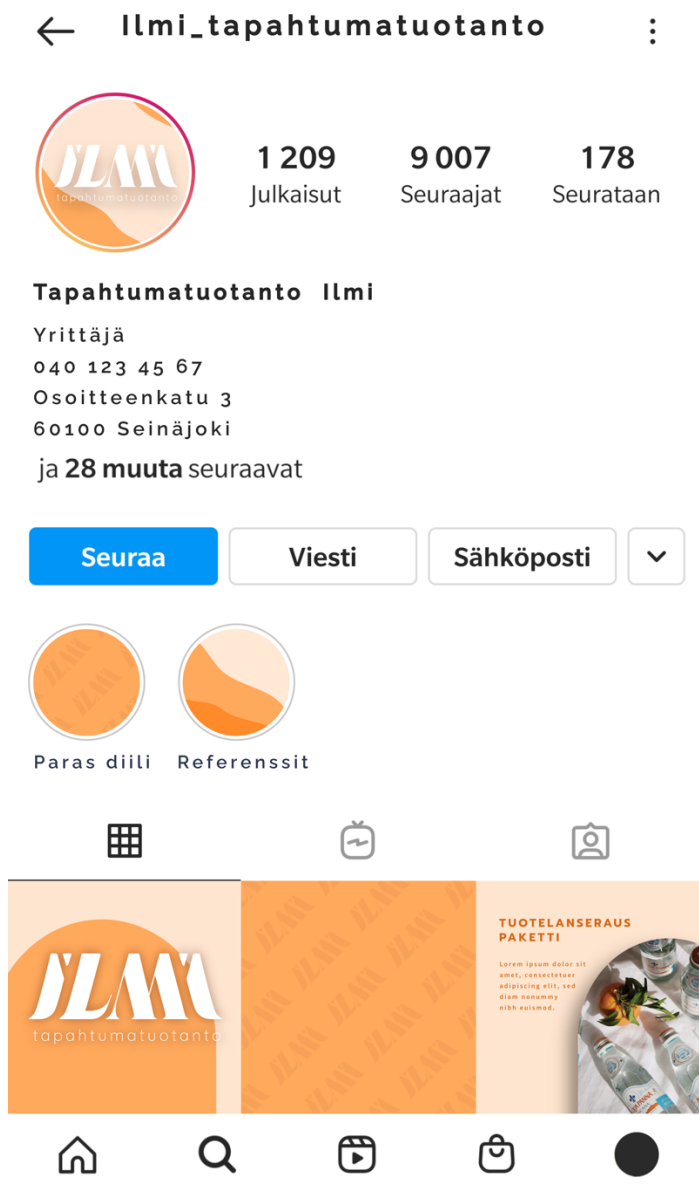 Ilmi_tapahtumatuotanto
ILMI
tapahtumatuotanto
1 209 9 007 178
Julkaisut Seuraajat Seurataan
Tapahtumatuotanto Ilmi
Yrittäjä
040 123 45 67
Osoitteenkatu 3
60100 Seinäjoki
ja 28 muuta seuraavat
Seuraa Viesti Sähköposti
Paras diili Referenssit
ILMI
tapahtumatuotanto
TUOTELANSERAUS
PAKETTI
Lorem ipsum dolor sit
amet, consectetuer
adipiscing elit, sed
diam nonummy
nibh euismod.